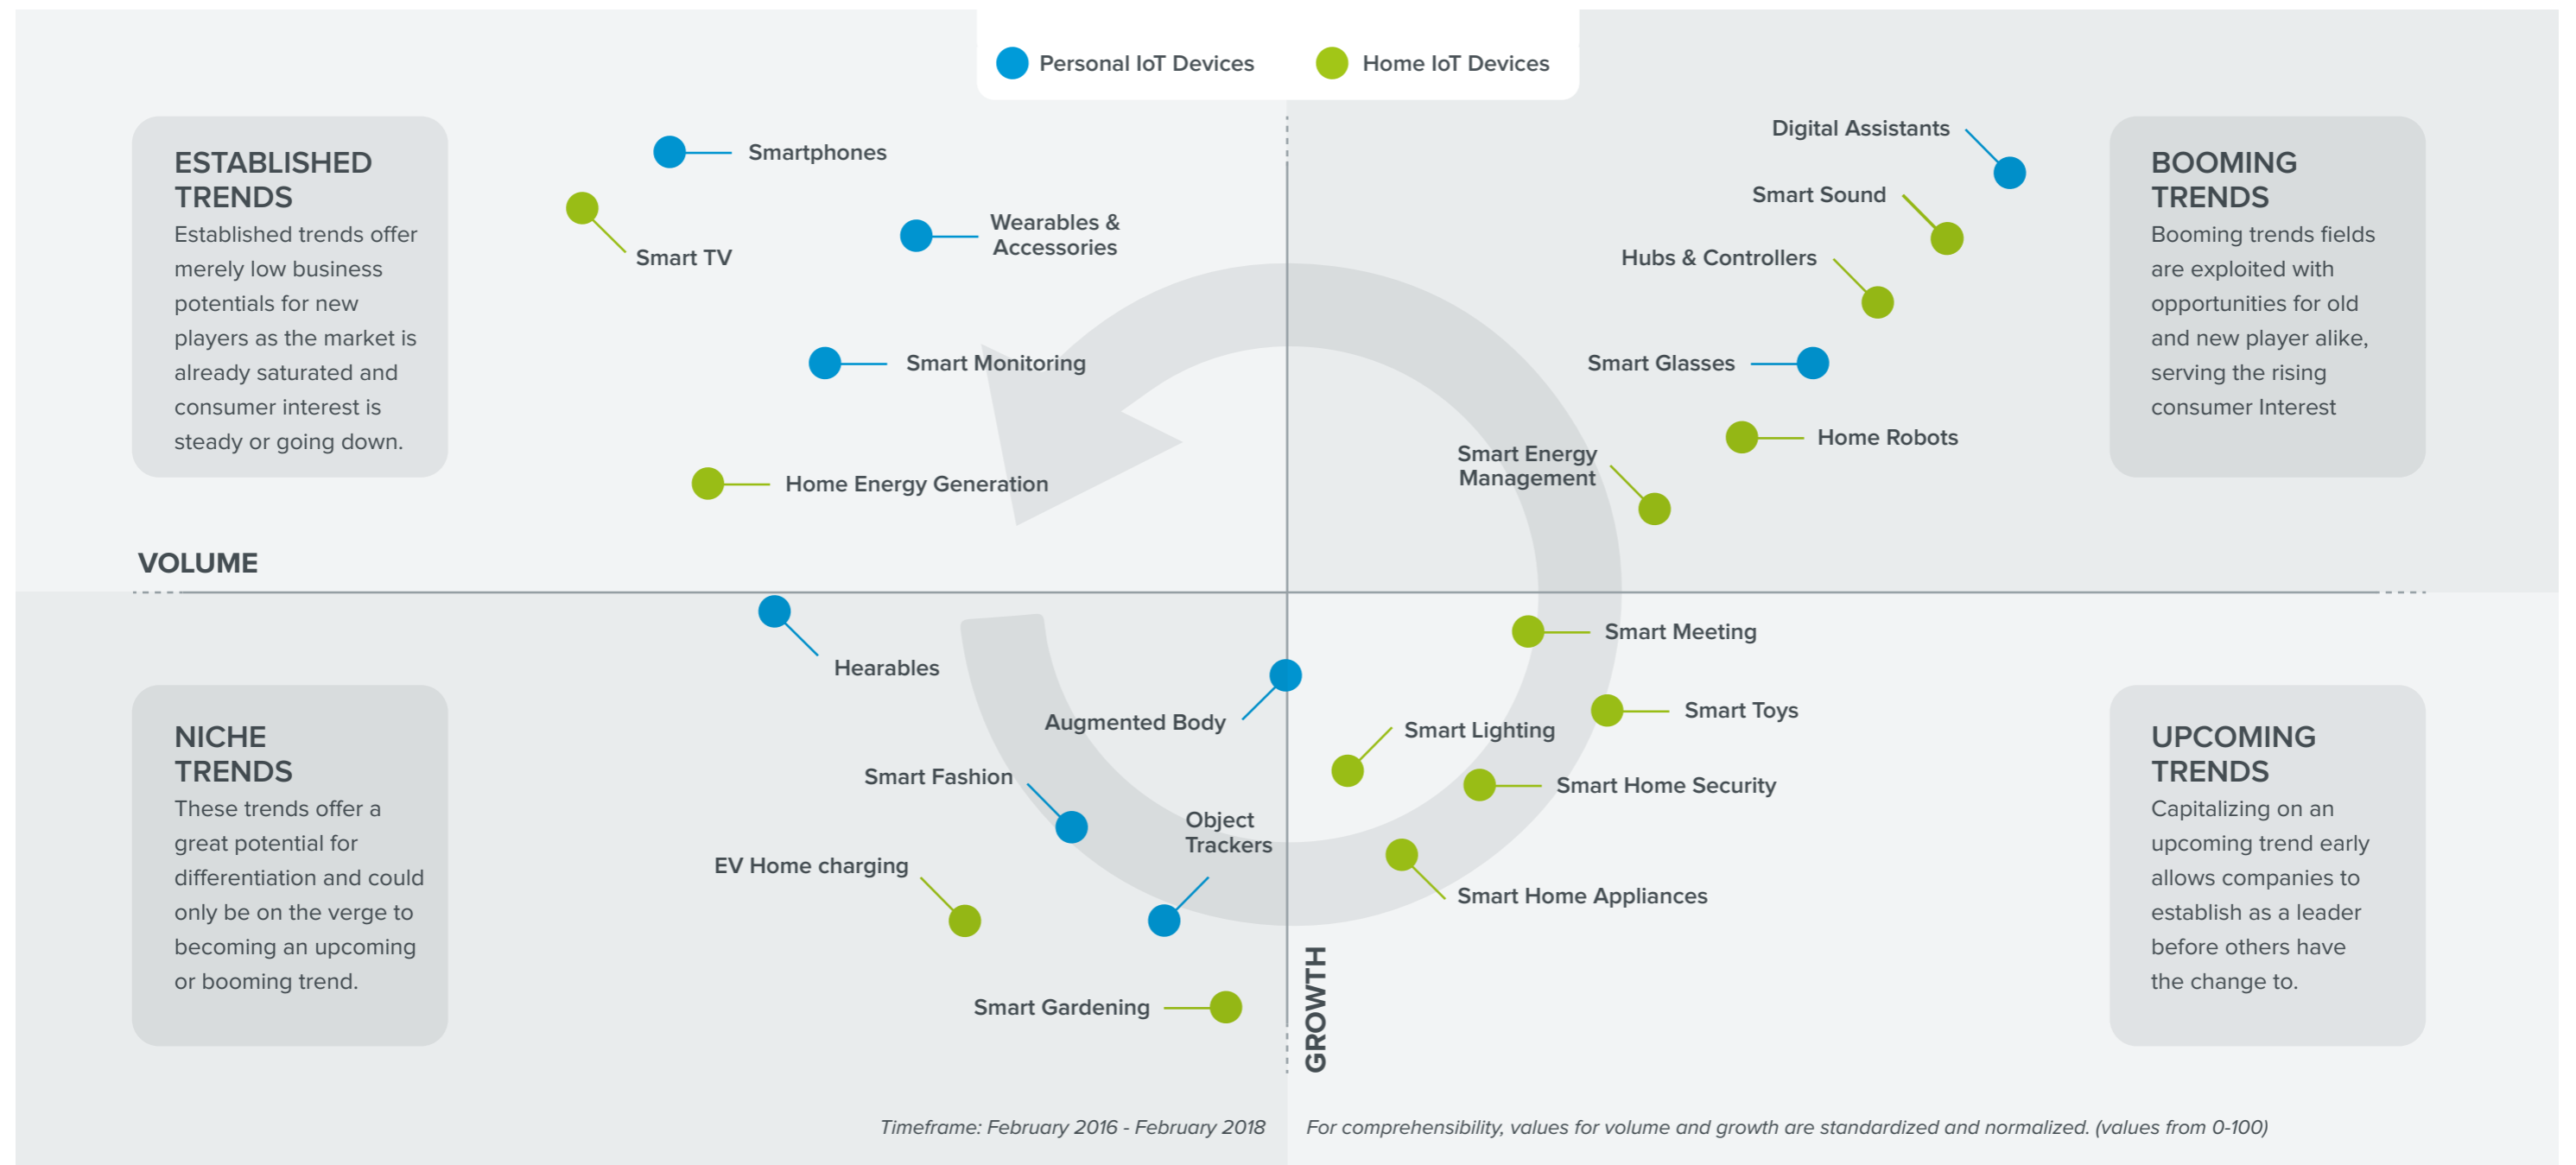 Personal IoT Devices
Home IoT Devices
ESTABLISHED
TRENDS
Established trends offer
merely low business
potentials for new
players as the market is
already saturated and
consumer interest is
steady or going down.
Smartphones
Smart TV
Wearables &
Accessories
Smart Monitoring
Home Energy Generation
Digital Assistants
Smart Sound
Hubs & Controllers
Smart Glasses
Home Robots
Smart Energy
Management
BOOMING
TRENDS
Booming trends fields
are exploited with
opportunities for old
and new player alike,
serving the rising
consumer Interest
VOLUME
NICHE
TRENDS
These trends offer a
great potential for
differentiation and could
only be on the verge to
becoming an upcoming
or booming trend.
Hearables
Augmented Body
Smart Fashion
Object
Trackers
EV Home charging
Smart Gardening
GROWTH
Smart Meeting
Smart Toys
Smart Lighting
Smart Home Security
Smart Home Appliances
UPCOMING
TRENDS
Capitalizing on an
upcoming trend early
allows companies to
establish as a leader
before others have
the change to.
Timeframe: February 2016 - February 2018
For comprehensibility, values for volume and growth are standardized and normalized. (values from 0-100)